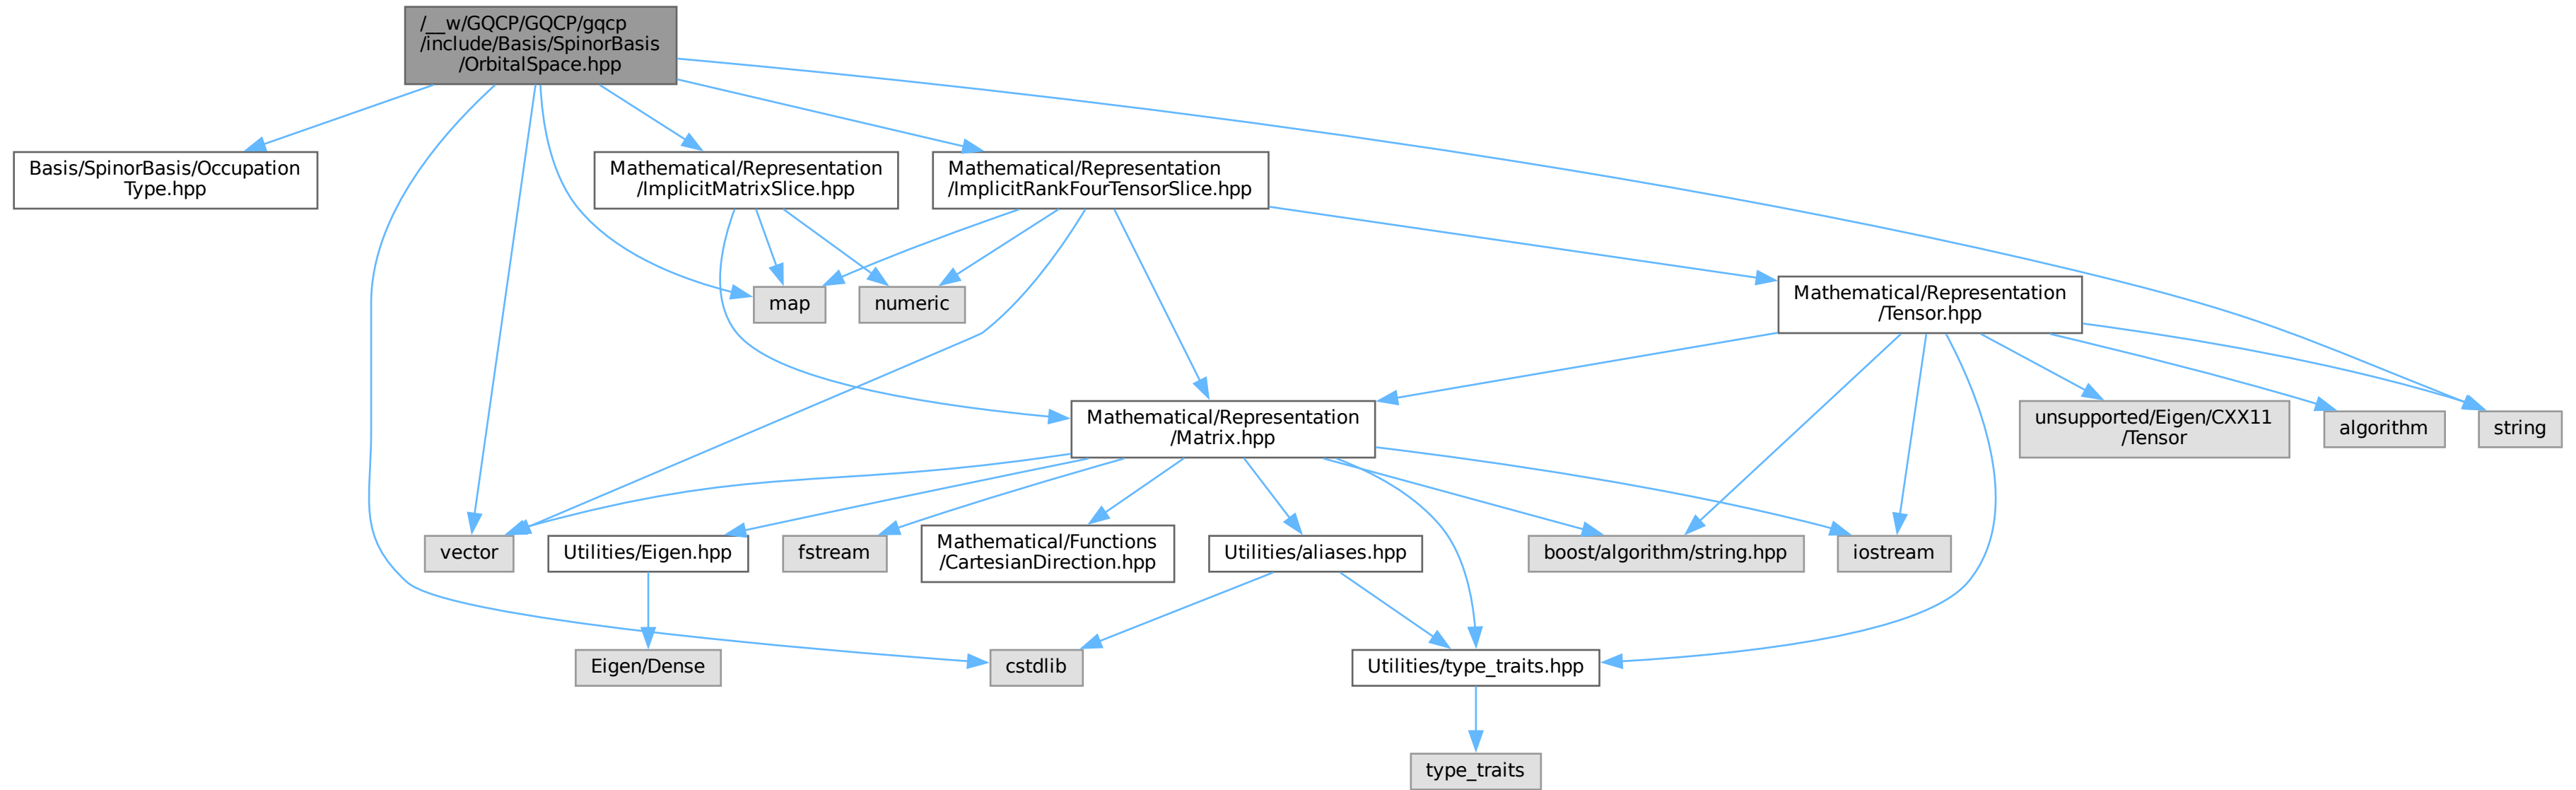 /__w/GQCP/GQCP/gqcp
/include/Basis/SpinorBasis
/OrbitalSpace.hpp
Basis/SpinorBasis/Occupation
Type.hpp
Mathematical/Representation
/ImplicitMatrixSlice.hpp
Mathematical/Representation
/ImplicitRankFourTensorSlice.hpp
map
numeric
Mathematical/Representation
/Tensor.hpp
Mathematical/Representation
/Matrix.hpp
unsupported/Eigen/CXX11
/Tensor
algorithm
string
vector
Utilities/Eigen.hpp
fstream
Mathematical/Functions
/CartesianDirection.hpp
Utilities/aliases.hpp
boost/algorithm/string.hpp
iostream
Eigen/Dense
cstdlib
Utilities/type_traits.hpp
type_traits